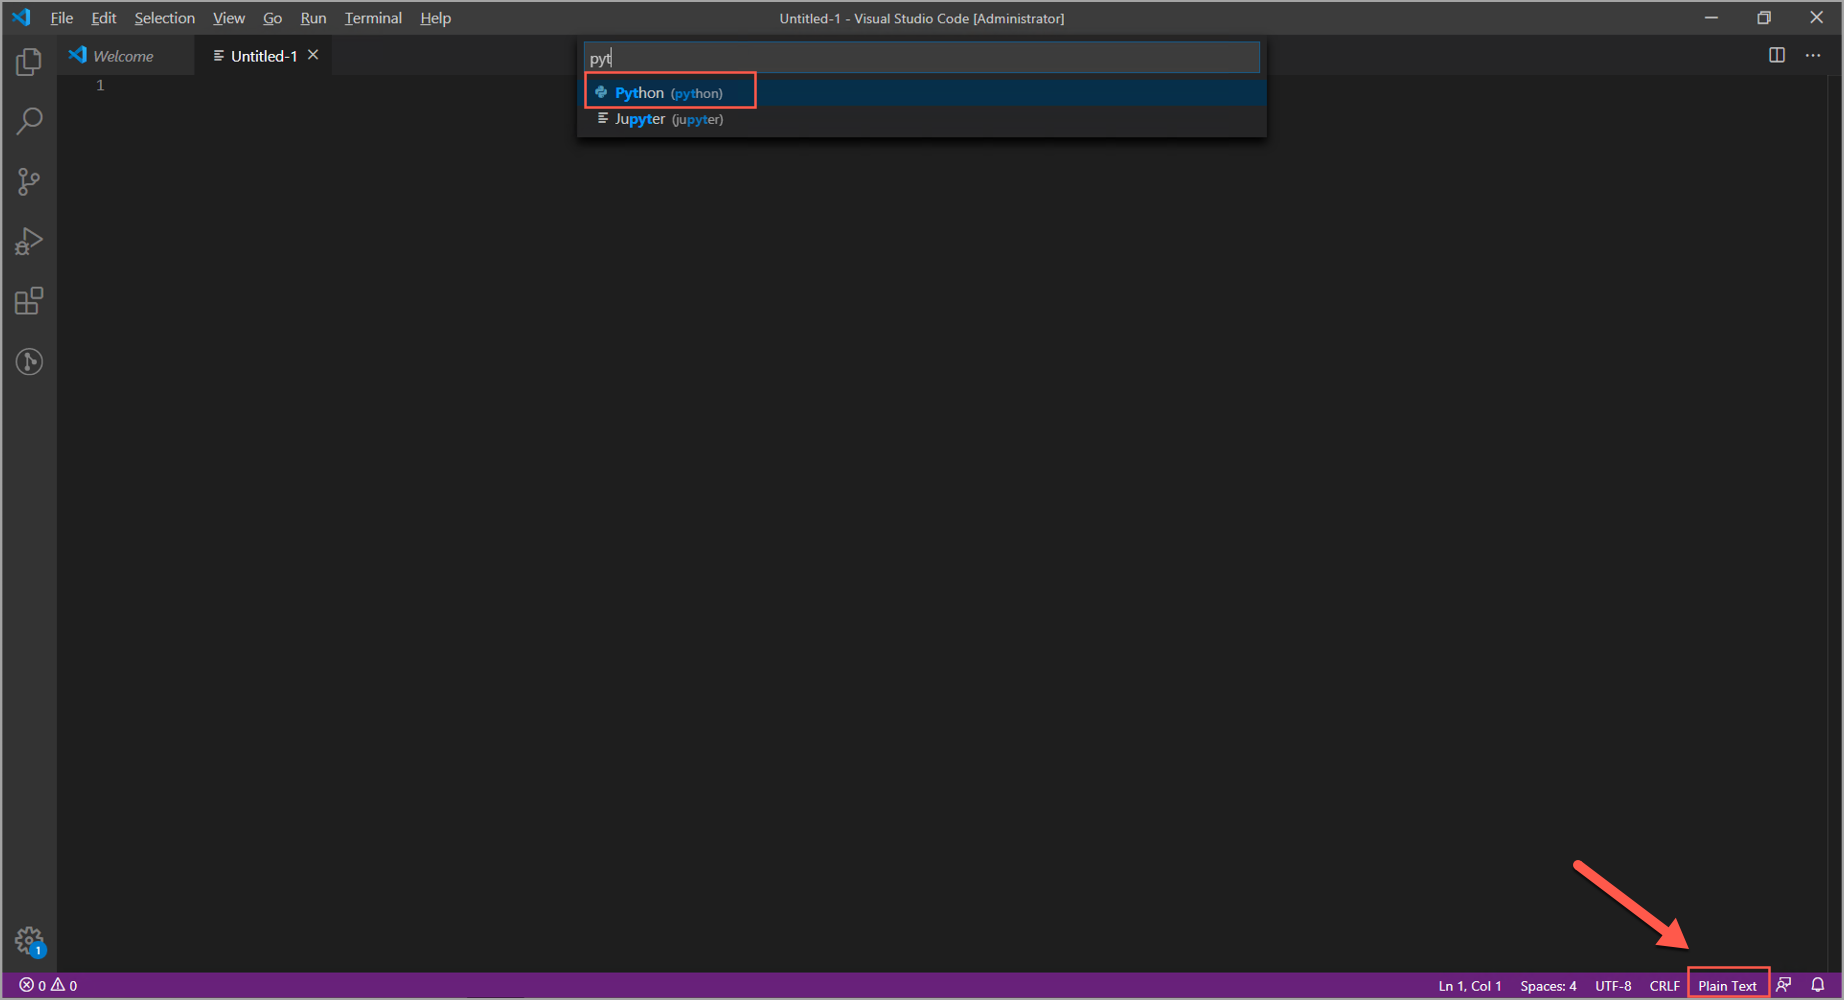 File Edit Selection View Go Run Terminal Help Untitled-1 - Visual Studio Code [Administrator]
Welcome Untitled-1
pyt
Python (python)
Jupyter (jupyter)
1
1
0 0 Ln 1, Col 1 Spaces: 4 UTF-8 CRLF Plain Text